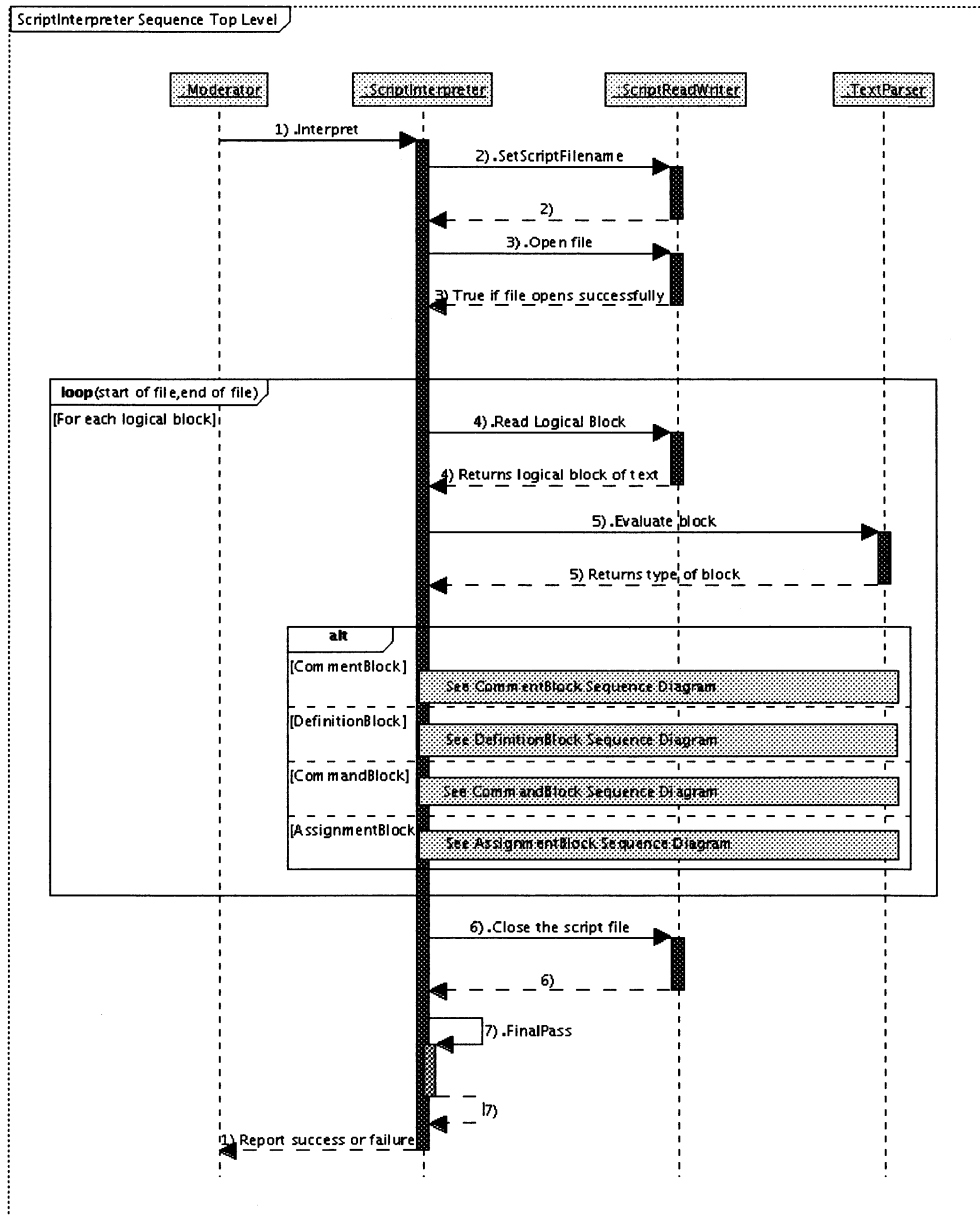 ScriptInterpreter Sequence Top Level
:Moderator
:ScriptInterpreter
:ScriptReadWriter
:TextParser
1) .Interpret
2).SetScriptFilename
2)
3).Open file
3) True if file opens successfully
loop(start of file,end of file)
[For each logical block]
4).Read Logical Block
4) Returns logical block of text
5).Evaluate block
5) Returns type of block
alt
[CommentBlock]
See CommentBlock Sequence Diagram
[DefinitionBlock]
See DefinitionBlock Sequence Diagram
[CommandBlock]
See CommandBlock Sequence Diagram
[AssignmentBlock
See AssignmentBlock Sequence Diagram
6).Close the script file
6)
7).FinalPass
7)
1) Report success or failure